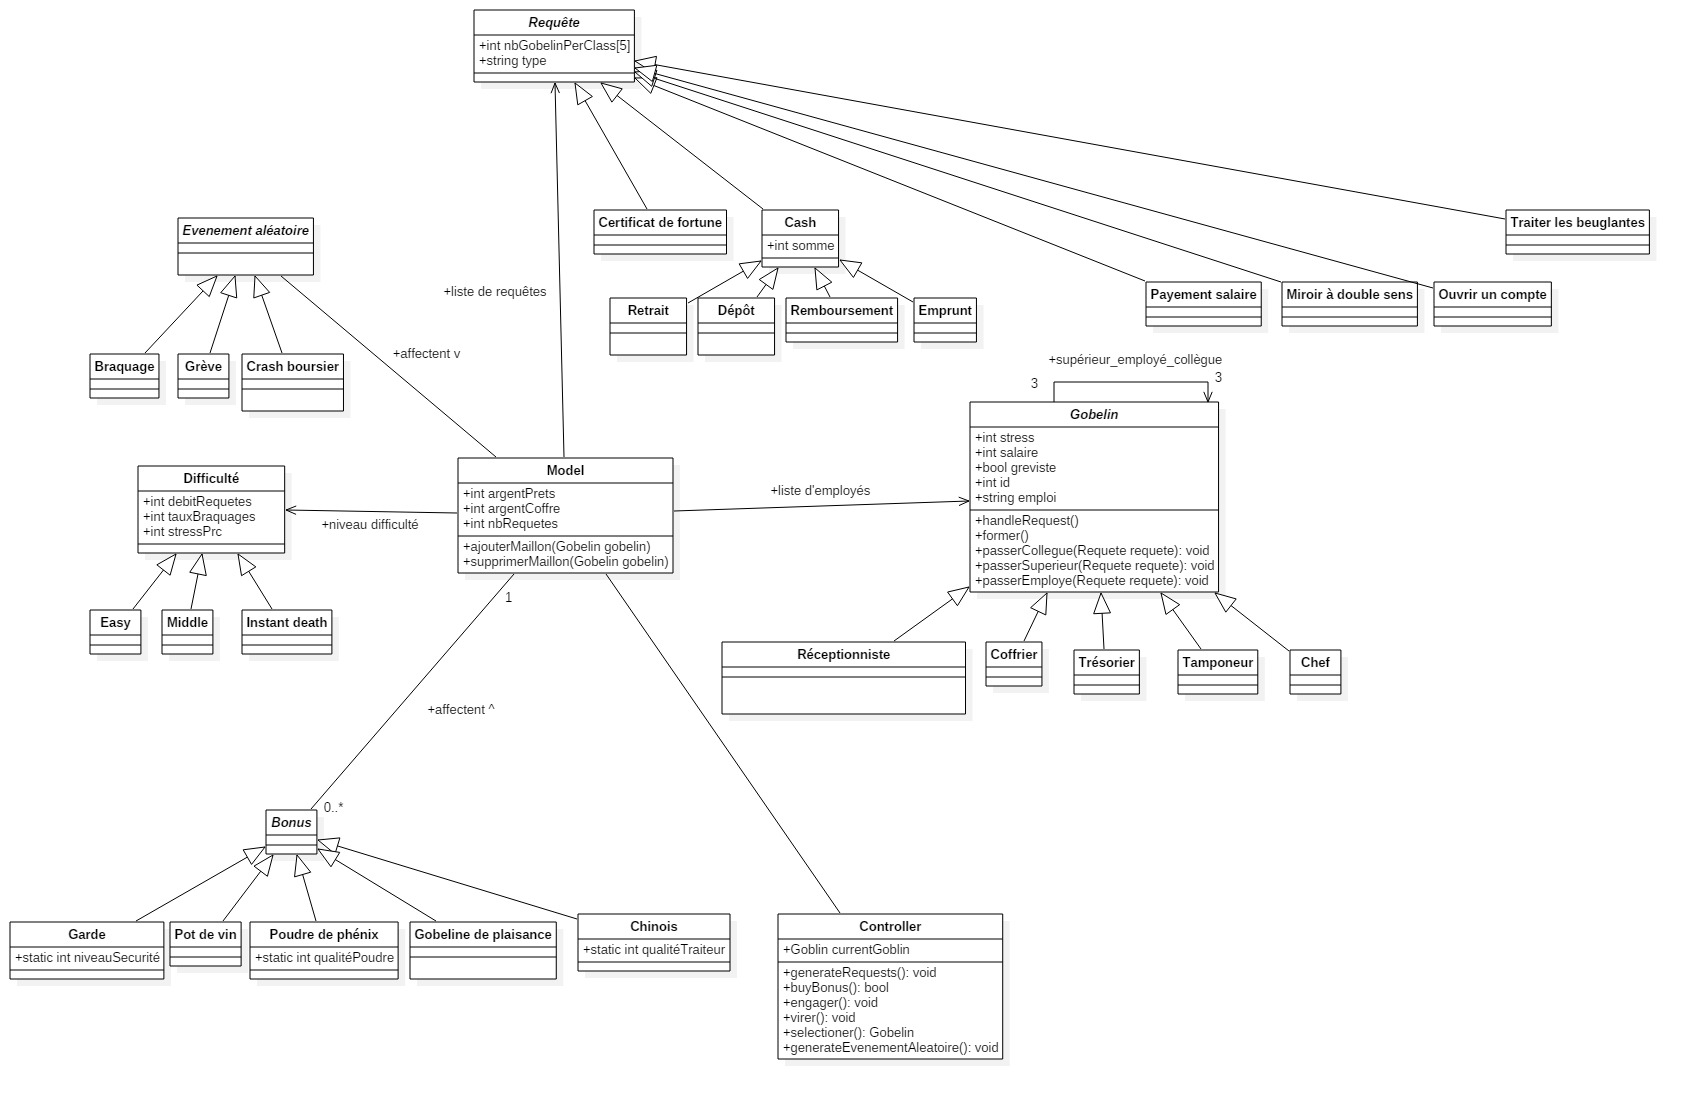 Requête
+int nbGobelinPerClass[5]
+string type
Certificat de fortune
Cash
+int somme
Traiter les beuglantes
Evenement aléatoire
+liste de requêtes
Retrait
Dépôt
Remboursement
Emprunt
Payement salaire
Miroir à double sens
Ouvrir un compte
+affectent v
Braquage
Grève
Crash boursier
+supérieur_employé_collègue
3
3
Gobelin
+int stress
+int salaire
+bool greviste
+int id
+string emploi
+handleRequest()
+former()
+passerCollegue(Requete requete): void
+passerSuperieur(Requete requete): void
+passerEmploye(Requete requete): void
Difficulté
+int debitRequetes
+int tauxBraquages
+int stressPrc
+niveau difficulté
Model
+int argentPrets
+int argentCoffre
+int nbRequetes
+ajouterMaillon(Gobelin gobelin)
+supprimerMaillon(Gobelin gobelin)
+liste d'employés
Easy
Middle
Instant death
1
Réceptionniste
Coffrier
Trésorier
Tamponeur
Chef
+affectent ^
0..*
Bonus
Garde
+static int niveauSecurité
Pot de vin
Poudre de phénix
+static int qualitéPoudre
Gobeline de plaisance
Chinois
+static int qualitéTraiteur
Controller
+Goblin currentGoblin
+generateRequests(): void
+buyBonus(): bool
+engager(): void
+virer(): void
+selectioner(): Gobelin
+generateEvenementAleatoire(): void